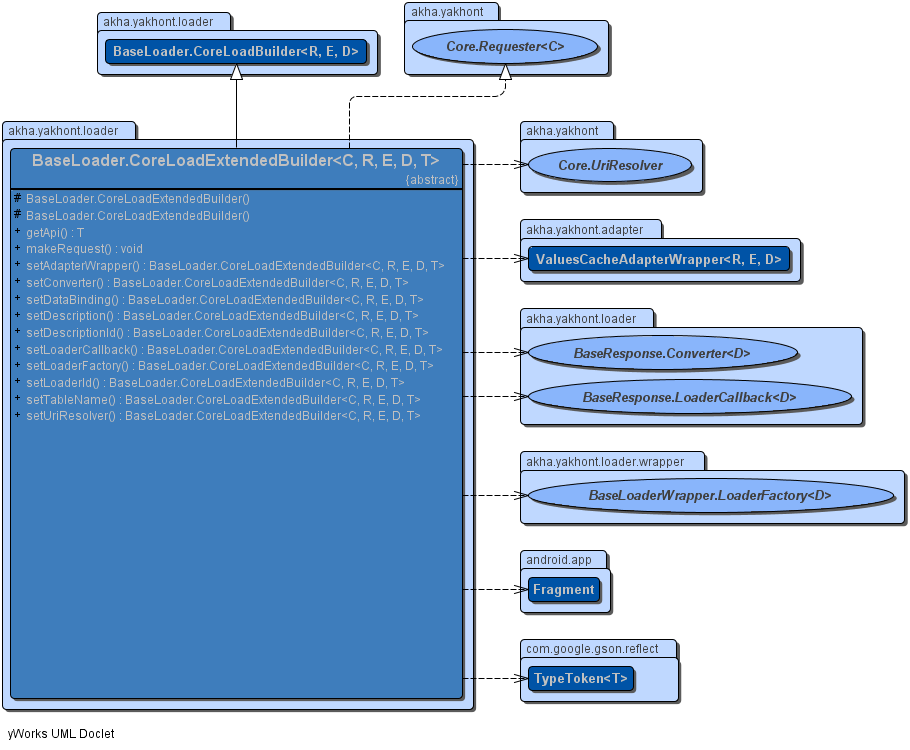 akha.yakhont.loader
BaseLoader.CoreLoadBuilder<R, E, D>
akha.yakhont
Core.Requester<C>
akha.yakhont.loader
BaseLoader.CoreLoadExtendedBuilder<C, R, E, D, T>
{abstract}
# BaseLoader.CoreLoadExtendedBuilder()
# BaseLoader.CoreLoadExtendedBuilder()
+ getApi() : T
+ makeRequest() : void
+ setAdapterWrapper() : BaseLoader.CoreLoadExtendedBuilder<C, R, E, D, T>
+ setConverter() : BaseLoader.CoreLoadExtendedBuilder<C, R, E, D, T>
+ setDataBinding() : BaseLoader.CoreLoadExtendedBuilder<C, R, E, D, T>
+ setDescription() : BaseLoader.CoreLoadExtendedBuilder<C, R, E, D, T>
+ setDescriptionId() : BaseLoader.CoreLoadExtendedBuilder<C, R, E, D, T>
+ setLoaderCallback() : BaseLoader.CoreLoadExtendedBuilder<C, R, E, D, T>
+ setLoaderFactory() : BaseLoader.CoreLoadExtendedBuilder<C, R, E, D, T>
+ setLoaderId() : BaseLoader.CoreLoadExtendedBuilder<C, R, E, D, T>
+ setTableName() : BaseLoader.CoreLoadExtendedBuilder<C, R, E, D, T>
+ setUriResolver() : BaseLoader.CoreLoadExtendedBuilder<C, R, E, D, T>
akha.yakhont
Core.UriResolver
akha.yakhont.adapter
ValuesCacheAdapterWrapper<R, E, D>
akha.yakhont.loader
BaseResponse.Converter<D>
BaseResponse.LoaderCallback<D>
akha.yakhont.loader.wrapper
BaseLoaderWrapper.LoaderFactory<D>
android.app
Fragment
com.google.gson.reflect
TypeToken<T>
yWorks UML Doclet